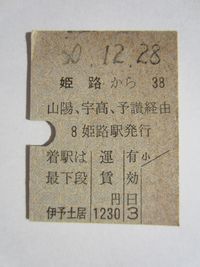 50.12.28
姫路から 38
山陽、宇高、予讃経由
8 姫路駅発行
着駅は 運 有 小
最下段 賃 効
円 日
伊予土居 1230 3